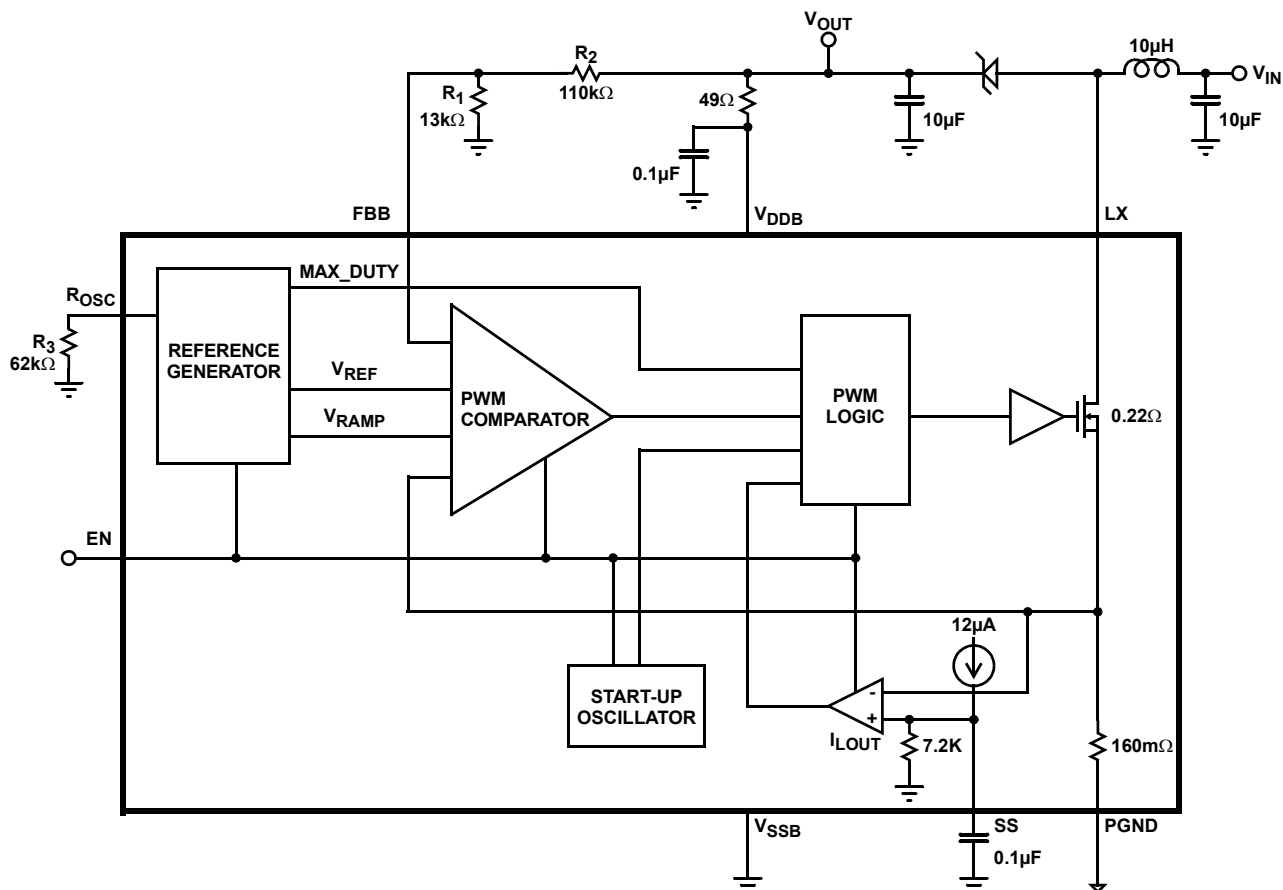 VOUT
10µH
VIN
R2
110kΩ
R1
13kΩ
49Ω
10µF
10µF
0.1µF
FBB
VDDB
LX
MAX_DUTY
ROSC
R3
62kΩ
REFERENCE
GENERATOR
VREF
VRAMP
PWM
COMPARATOR
PWM
LOGIC
0.22Ω
EN
12µA
START-UP
OSCILLATOR
-
+
ILOUT
7.2K
160mΩ
VSSB
SS
PGND
0.1µF